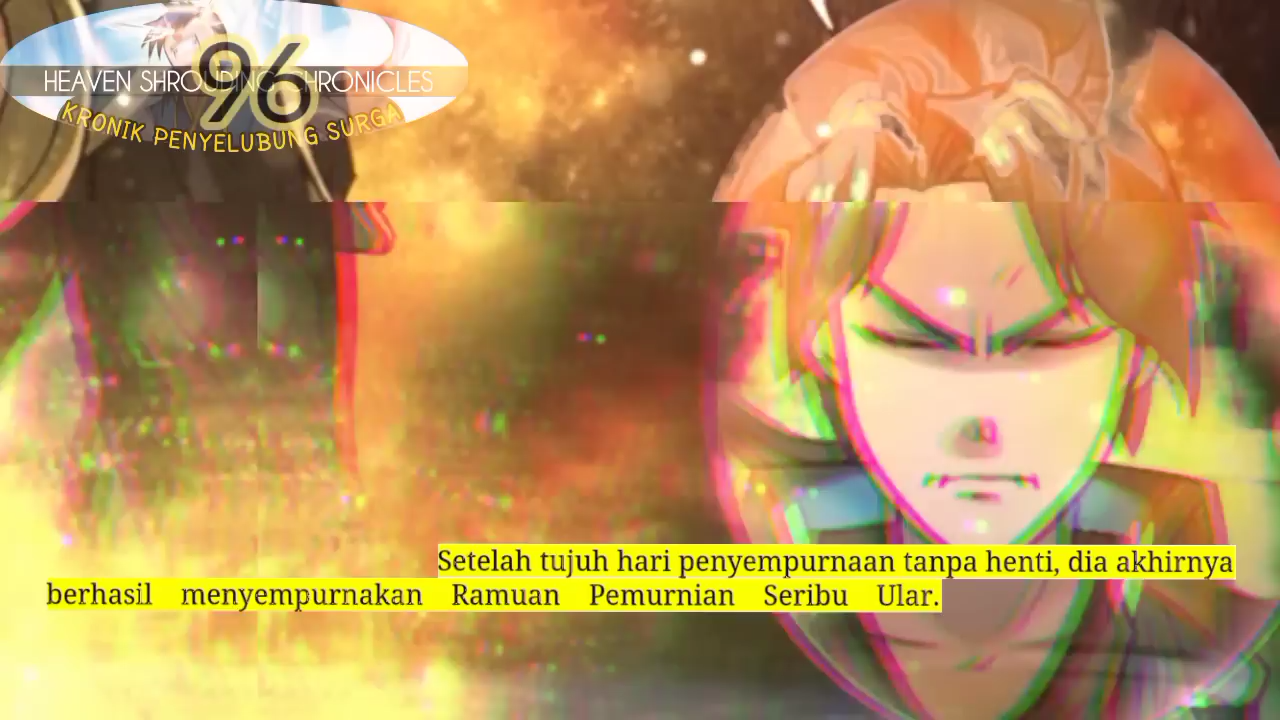 96
HEAVEN SHROUDING CHRONICLES
KRONIK PENYELUBUNG SURGA
Setelah tujuh hari penyempurnaan tanpa henti, dia akhirnya
berhasil menyempurnakan Ramuan Pemurnian Seribu Ular.